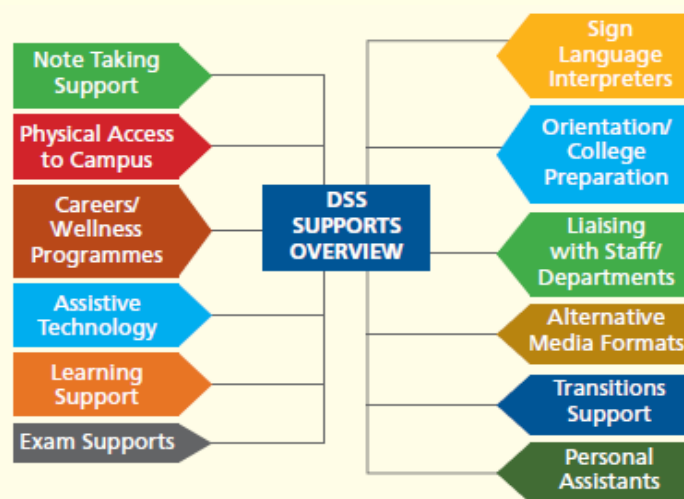 Note Taking
Support
Physical Access
to Campus
Careers/
Wellness
Programmes
Assistive
Technology
Learning
Support
Exam Supports
DSS
SUPPORTS
OVERVIEW
Sign
Language
Interpreters
Orientation/
College
Preparation
Liaising
with Staff/
Departments
Alternative
Media Formats
Transitions
Support
Personal
Assistants